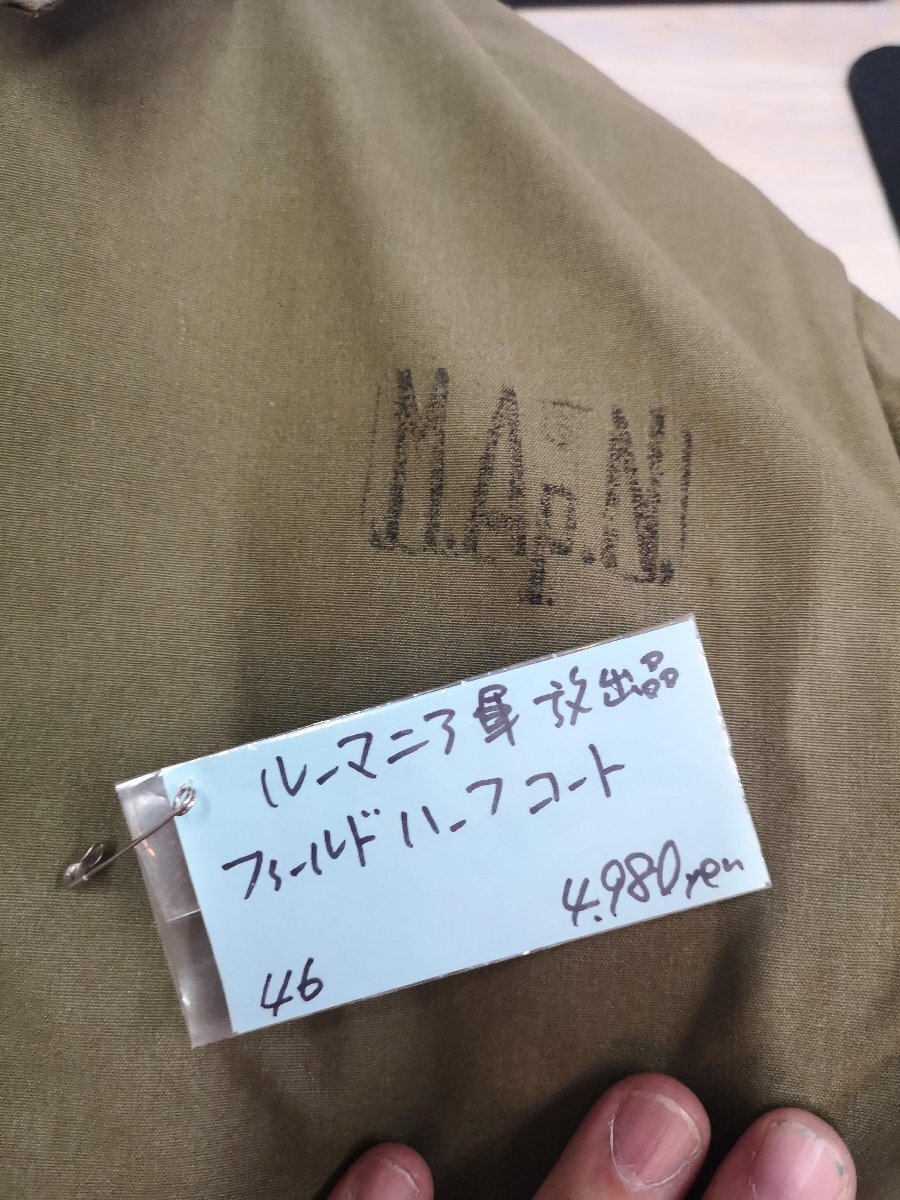 M.Ap.N.
ルーマニア軍放出品
フィールドハーフコート
4.980yen
46